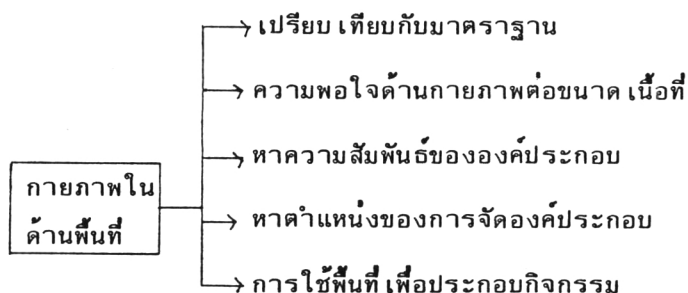 เปรียบเทียบกับมาตราฐาน
ความพอใจด้านกายภาพต่อขนาดเนื้อที่
หาความสัมพันธ์ขององค์ประกอบ
กายภาพใน
ด้านพื้นที่
หาตำแหน่งของการจัดองค์ประกอบ
การใช้พื้นที่เพื่อประกอบกิจกรรม